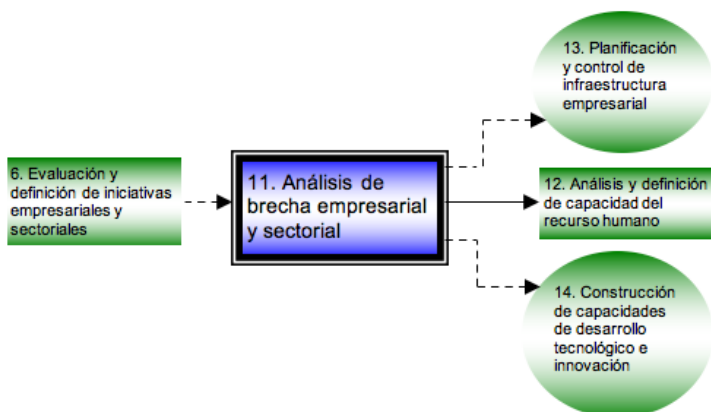 6. Evaluación y
definición de iniciativas
empresariales y
sectoriales
11. Análisis de
brecha empresarial
y sectorial
13. Planificación
y control de
infraestructura
empresarial
12. Análisis y definición
de capacidad del
recurso humano
14. Construcción
de capacidades
de desarrollo
tecnológico e
innovación